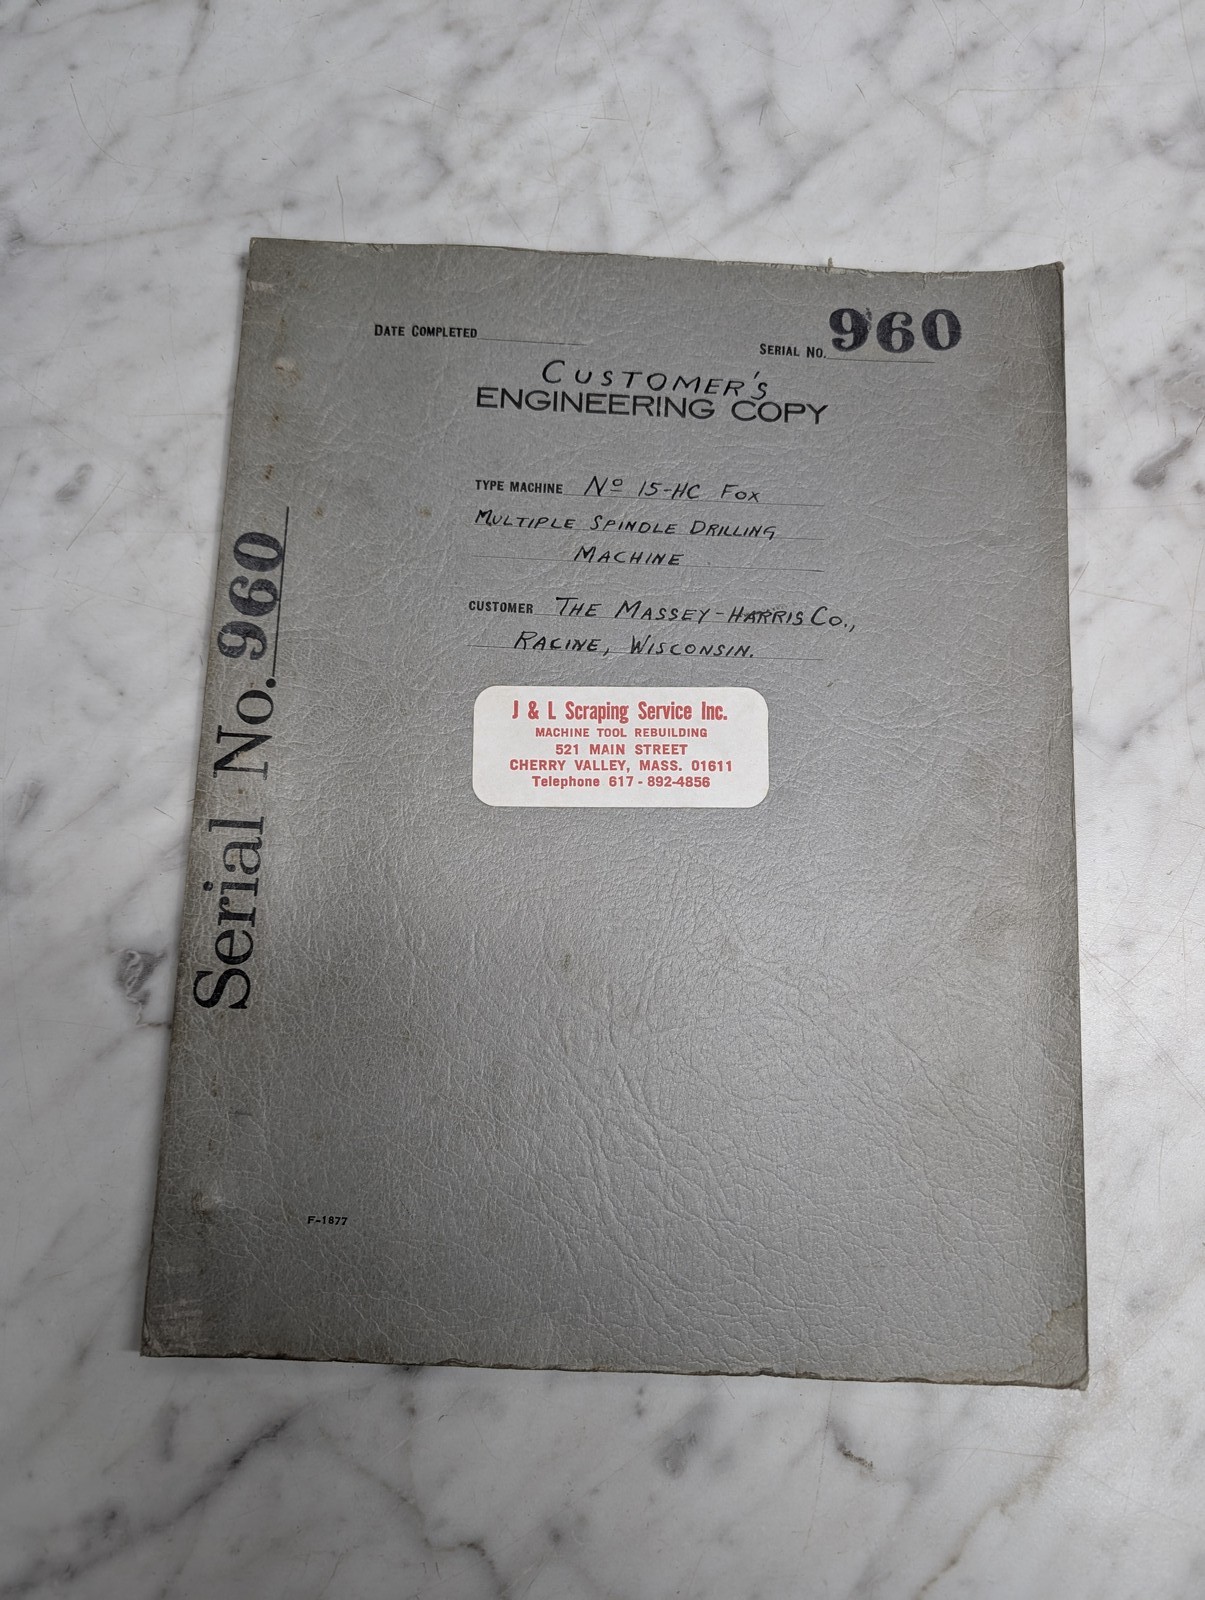 DATE COMPLETED
SERIAL NO. 960
CUSTOMER'S
ENGINEERING COPY
TYPE MACHINE Nº 15-HC FOX
MULTIPLE SPINDLE DRILLING
MACHINE
CUSTOMER THE MASSEY-HARRIS CO.,
RACINE, WISCONSIN.
J & L Scraping Service Inc.
MACHINE TOOL REBUILDING
521 MAIN STREET
CHERRY VALLEY, MASS. 01611
Telephone 617-892-4856
Serial No. 960
F-1877